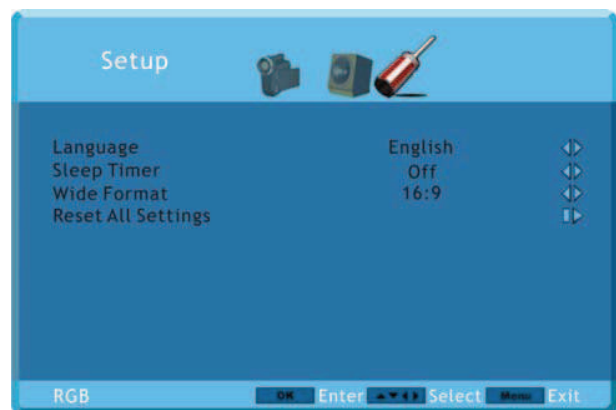 Setup
Language English
Sleep Timer Off
Wide Format 16:9
Reset All Settings
RGB OK Enter Select Menu Exit